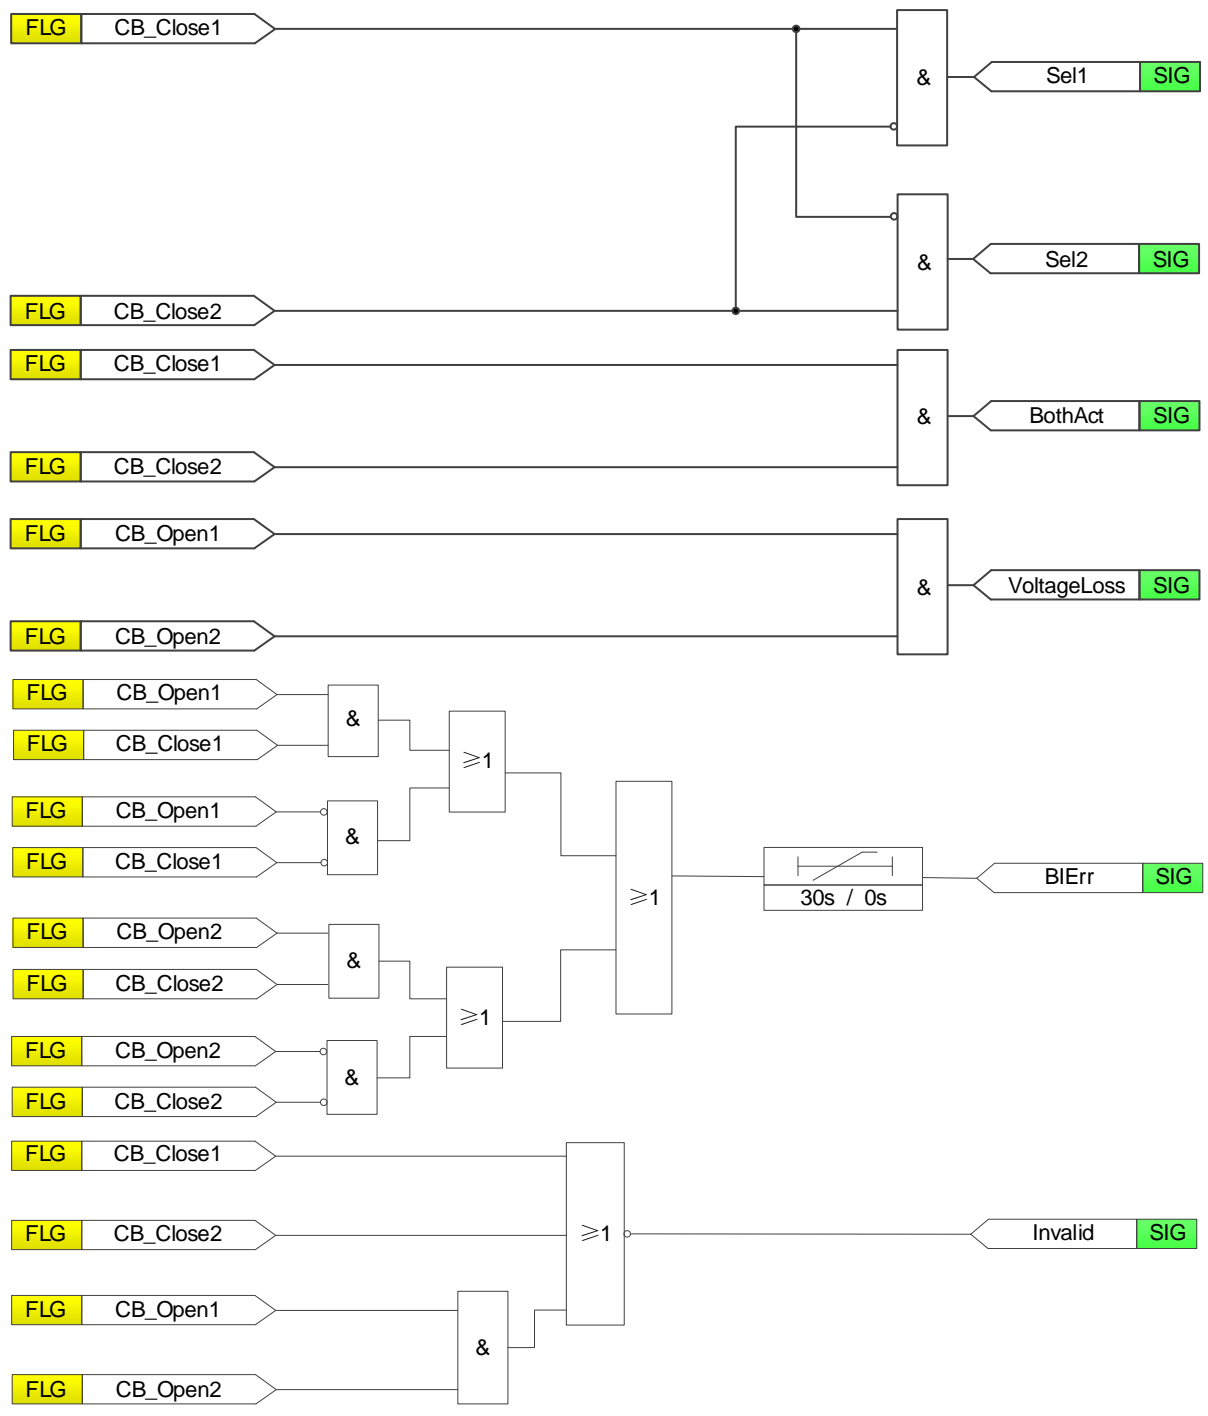 FLG CB_Close1
& Sel1 SIG
& Sel2 SIG
FLG CB_Close2
FLG CB_Close1
& BothAct SIG
FLG CB_Close2
FLG CB_Open1
& VoltageLoss SIG
FLG CB_Open2
FLG CB_Open1
&
FLG CB_Close1
≥1
FLG CB_Open1
&
FLG CB_Close1
≥1
30s / 0s
BIErr SIG
FLG CB_Open2
&
FLG CB_Close2
≥1
FLG CB_Open2
&
FLG CB_Close2
FLG CB_Close1
FLG CB_Close2
≥1
Invalid SIG
FLG CB_Open1
&
FLG CB_Open2